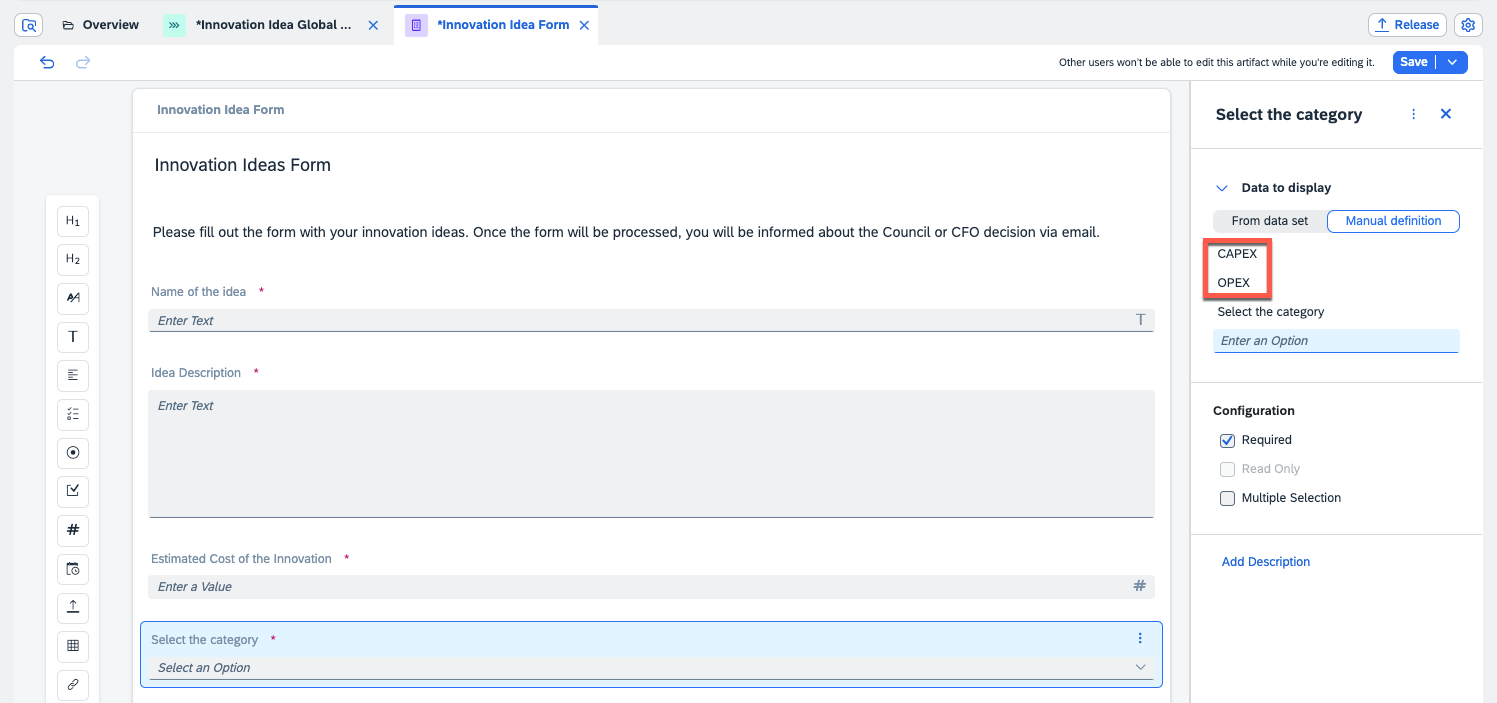 Overview
*Innovation Idea Global ...
*Innovation Idea Form
Release
Other users won't be able to edit this artifact while you're editing it.
Save
Innovation Idea Form
Innovation Ideas Form
Please fill out the form with your innovation ideas. Once the form will be processed, you will be informed about the Council or CFO decision via email.
Name of the idea *
Enter Text T
Idea Description *
Enter Text
Estimated Cost of the Innovation *
Enter a Value #
Select the category *
Select an Option
H1
H2
A/A
T
#
Select the category
Data to display
From data set Manual definition
CAPEX
OPEX
Select the category
Enter an Option
Configuration
Required
Read Only
Multiple Selection
Add Description